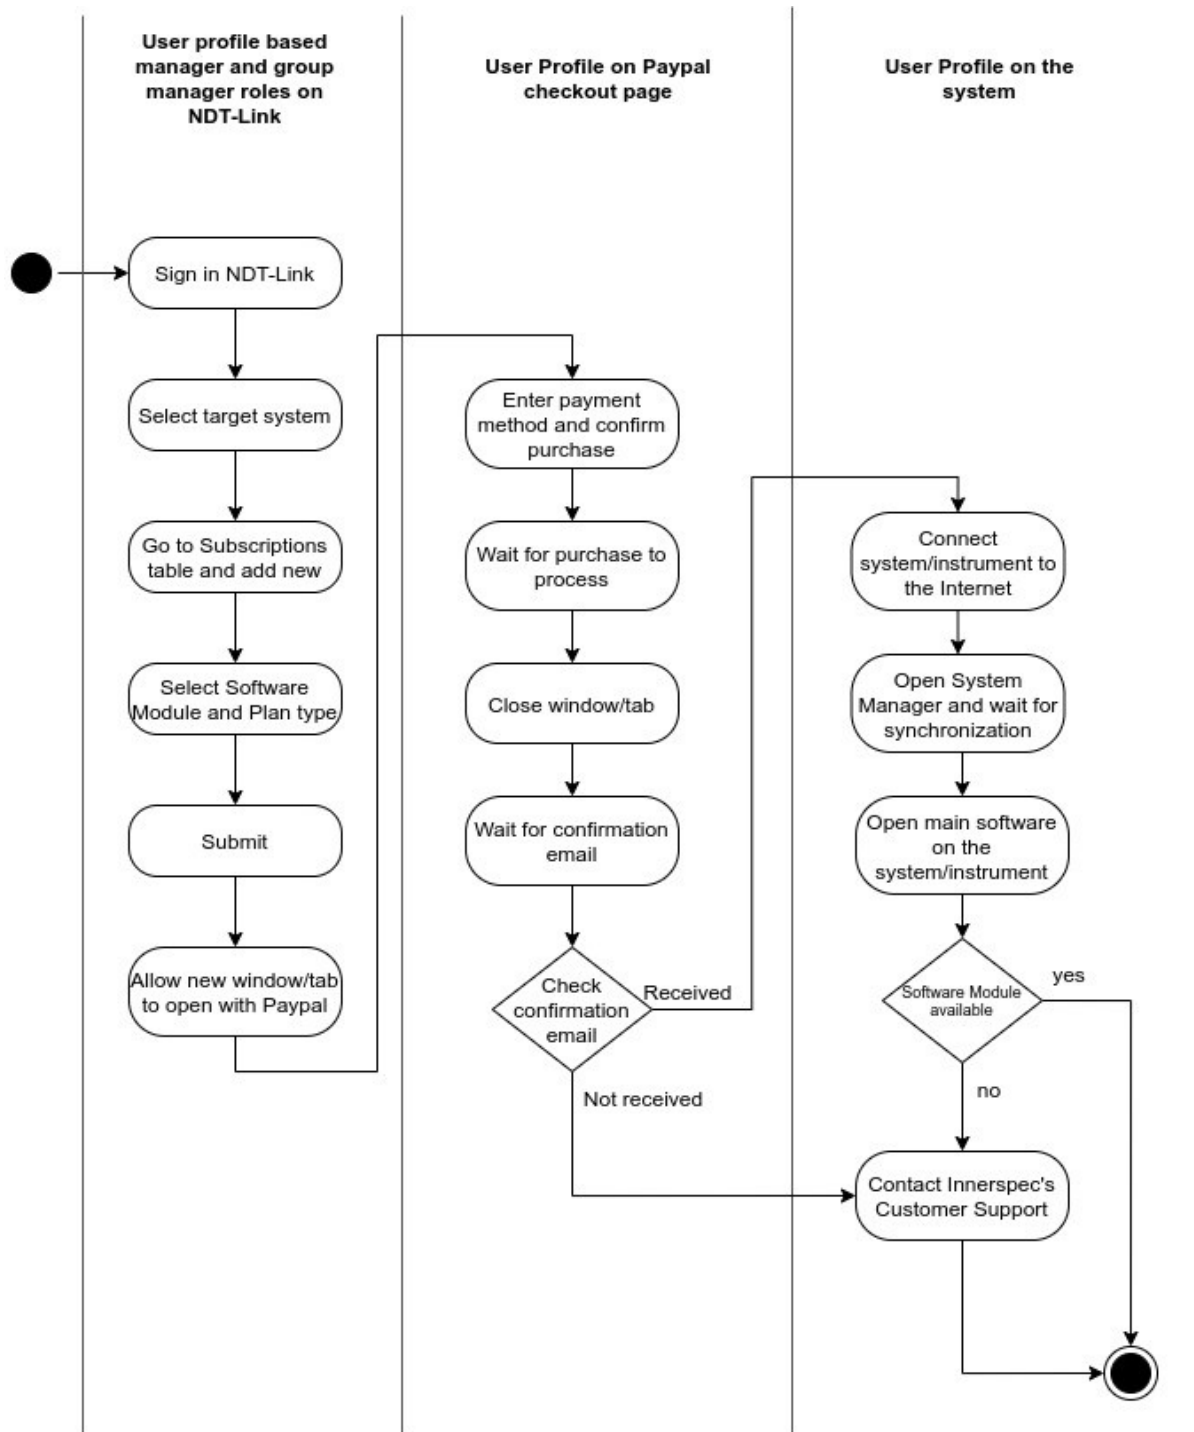 User profile based
manager and group
manager roles on
NDT-Link
User Profile on Paypal
checkout page
User Profile on the
system
Sign in NDT-Link
Select target system
Go to Subscriptions
table and add new
Select Software
Module and Plan type
Submit
Allow new window/tab
to open with Paypal
Enter payment
method and confirm
purchase
Wait for purchase to
process
Close window/tab
Wait for confirmation
email
Check
confirmation
email
Received
Not received
Connect
system/instrument to
the Internet
Open System
Manager and wait for
synchronization
Open main software
on the
system/instrument
Software Module
available
yes
no
Contact Innerspec's
Customer Support